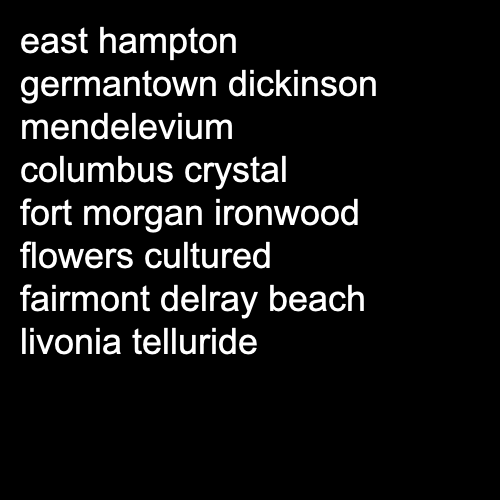 east hampton
germantown dickinson
mendelevium
columbus crystal
fort morgan ironwood
flowers cultured
fairmont delray beach
livonia telluride